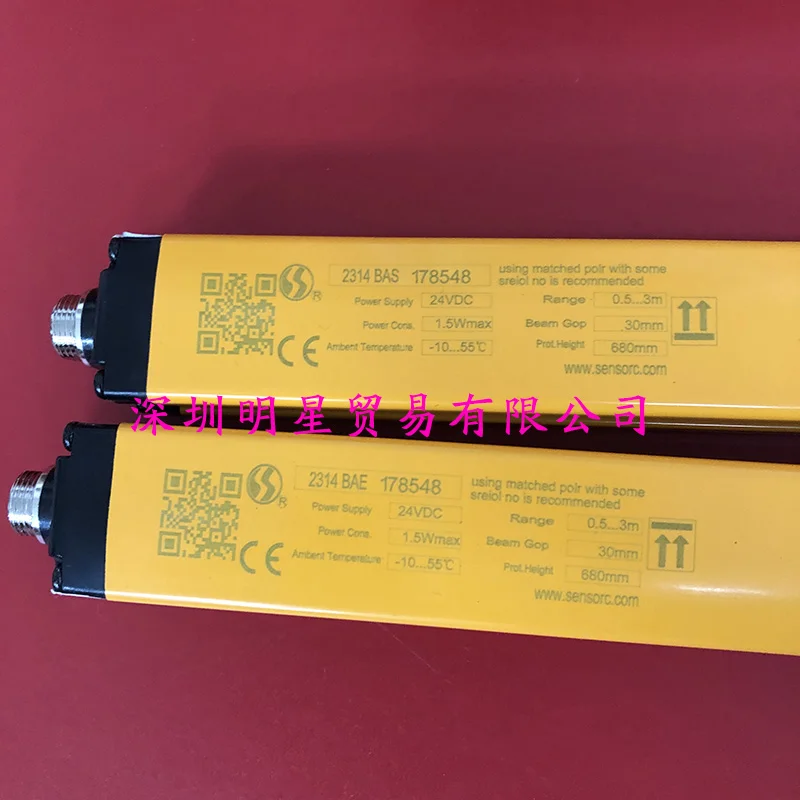 2314 BAS 178548
using matched polr with some
sreiol no is recommended
Power Supply 24VDC
Range 0.5...3m
Power Cons. 1.5Wmax
Beam Gop 30mm
Ambent Temperature -10...55℃
Prot.Height 680mm
R
CE
www.sensorc.com
深圳明星贸易有限公司
2314 BAE 178548
using matched polr with some
sreiol no is recommended
Power Supply 24VDC
Range 0.5...3m
Power Cons. 1.5Wmax
Beam Gop 30mm
Ambent Temperature -10...55℃
Prot.Height 680mm
R
CE
www.sensorc.com